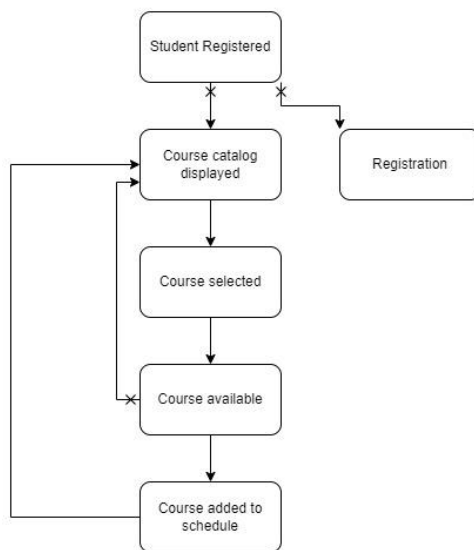 Student Registered
Course catalog
displayed
Registration
Course selected
Course available
Course added to
schedule